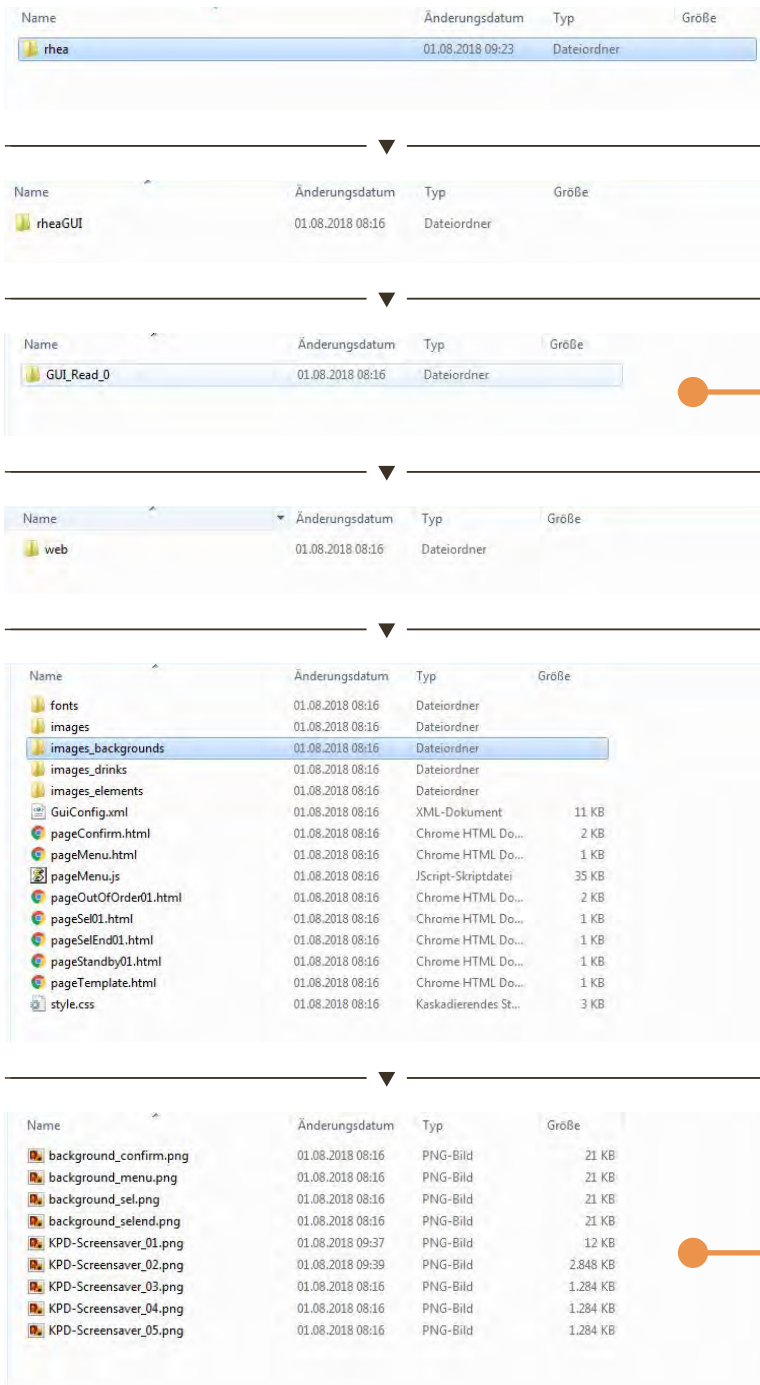 Name Änderungsdatum Typ Größe
rhea 01.08.2018 09:23 Dateiordner
Name Änderungsdatum Typ Größe
rheaGUI 01.08.2018 08:16 Dateiordner
Name Änderungsdatum Typ Größe
GUI_Read_0 01.08.2018 08:16 Dateiordner
Name Änderungsdatum Typ Größe
web 01.08.2018 08:16 Dateiordner
Name Änderungsdatum Typ Größe
fonts 01.08.2018 08:16 Dateiordner
images 01.08.2018 08:16 Dateiordner
images_backgrounds 01.08.2018 08:16 Dateiordner
images_drinks 01.08.2018 08:16 Dateiordner
images_elements 01.08.2018 08:16 Dateiordner
GuiConfig.xml 01.08.2018 08:16 XML-Dokument 11 KB
pageConfirm.html 01.08.2018 08:16 Chrome HTML Do... 2 KB
pageMenu.html 01.08.2018 08:16 Chrome HTML Do... 1 KB
pageMenu.js 01.08.2018 08:16 JScript-Skriptdatei 35 KB
pageOutOfOrder01.html 01.08.2018 08:16 Chrome HTML Do... 2 KB
pageSel01.html 01.08.2018 08:16 Chrome HTML Do... 1 KB
pageSelEnd01.html 01.08.2018 08:16 Chrome HTML Do... 1 KB
pageStandby01.html 01.08.2018 08:16 Chrome HTML Do... 1 KB
pageTemplate.html 01.08.2018 08:16 Chrome HTML Do... 1 KB
style.css 01.08.2018 08:16 Kaskadierendes St... 3 KB
Name Änderungsdatum Typ Größe
background_confirm.png 01.08.2018 08:16 PNG-Bild 21 KB
background_menu.png 01.08.2018 08:16 PNG-Bild 21 KB
background_sel.png 01.08.2018 08:16 PNG-Bild 21 KB
background_selend.png 01.08.2018 08:16 PNG-Bild 21 KB
KPD-Screensaver_01.png 01.08.2018 09:37 PNG-Bild 12 KB
KPD-Screensaver_02.png 01.08.2018 09:39 PNG-Bild 2.848 KB
KPD-Screensaver_03.png 01.08.2018 08:16 PNG-Bild 1.284 KB
KPD-Screensaver_04.png 01.08.2018 08:16 PNG-Bild 1.284 KB
KPD-Screensaver_05.png 01.08.2018 08:16 PNG-Bild 1.284 KB